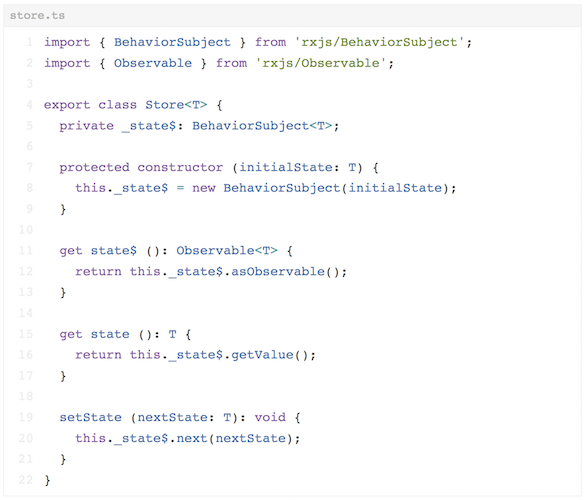 store.ts
1 import { BehaviorSubject } from 'rxjs/BehaviorSubject';
2 import { Observable } from 'rxjs/Observable';
3
4 export class Store<T> {
5   private _state$: BehaviorSubject<T>;
6
7   protected constructor (initialState: T) {
8     this._state$ = new BehaviorSubject(initialState);
9   }
10
11   get state$ (): Observable<T> {
12     return this._state$.asObservable();
13   }
14
15   get state (): T {
16     return this._state$.getValue();
17   }
18
19   setState (nextState: T): void {
20     this._state$.next(nextState);
21   }
22 }